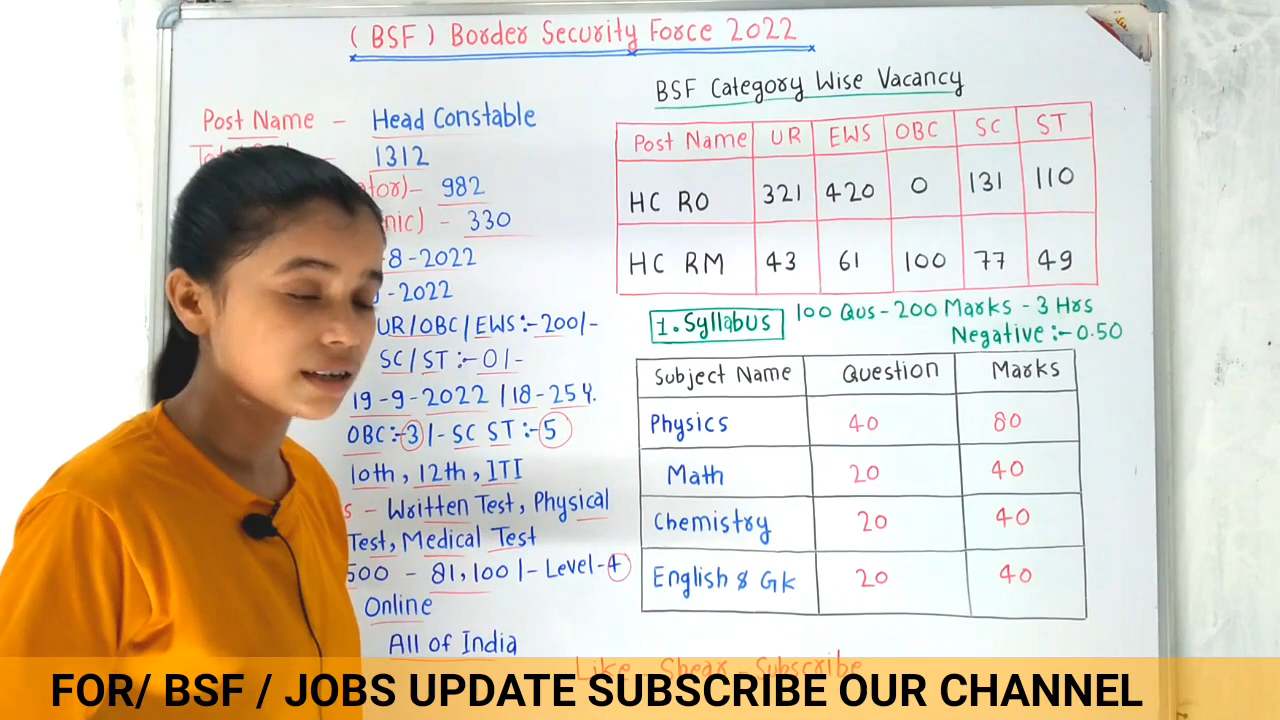 ( BSF ) Border Security Force 2022
Post Name - Head Constable
1312
ator)- 982
nic) - 330
8-2022
-2022
UR/OBC/EWS:- 200/-
SC/ST :- 0/-
19-9-2022 / 18-25Y.
OBC:-3/- SC ST :- 5
10th, 12th, ITI
s - Written Test, Physical
Test, Medical Test
500 - 81,100/- Level-4
Online
All of India
BSF Category Wise Vacancy
Post Name UR EWS OBC SC ST
HC RO 321 420 0 131 110
HC RM 43 61 100 77 49
1. Syllabus 100 Qus - 200 Marks - 3 Hrs
Negative :- 0.50
Subject Name Question Marks
Physics 40 80
Math 20 40
Chemistry 20 40
English & Gk 20 40
Like Shear - Subscribe
FOR/ BSF / JOBS UPDATE SUBSCRIBE OUR CHANNEL